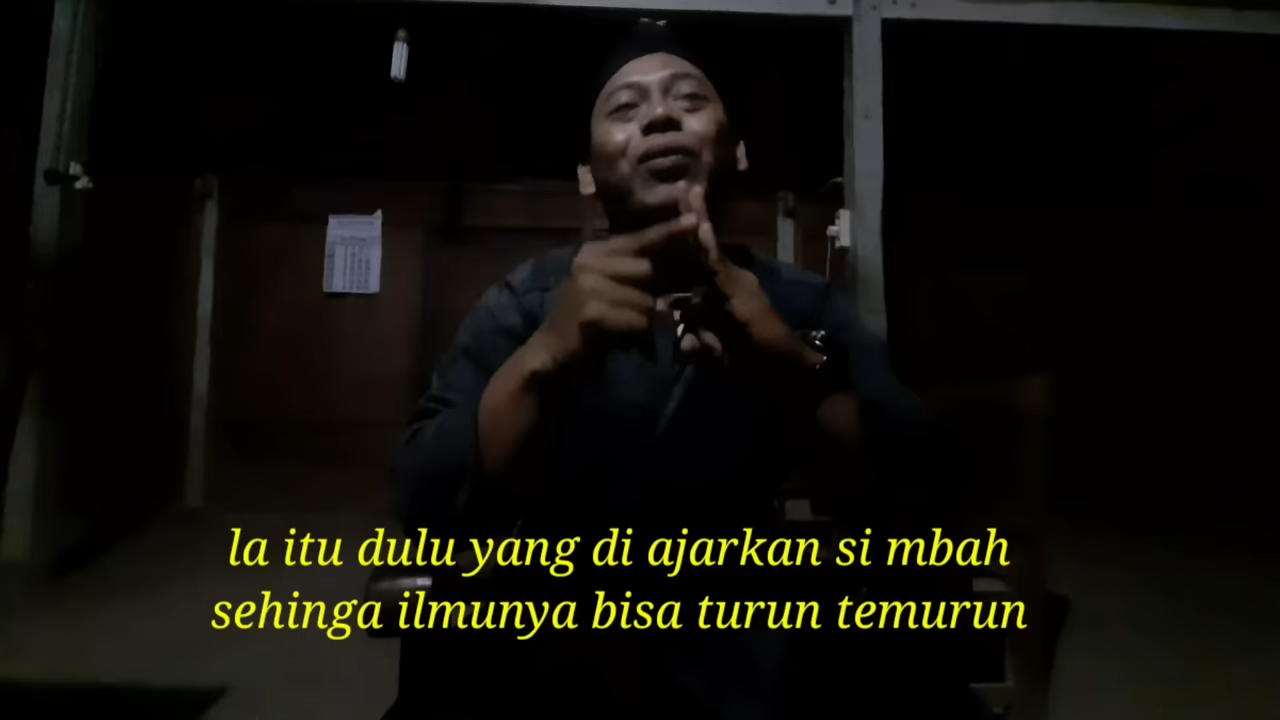 la itu dulu yang di ajarkan si mbah
sehinga ilmunya bisa turun temurun